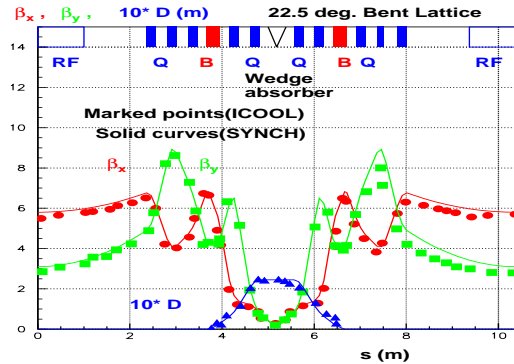 βx , βy , 10* D (m) 22.5 deg. Bent Lattice
16
14
12
10
8
6
4
2
0
RF Q B Q Q B Q RF
Wedge
absorber
Marked points(ICOOL)
Solid curves(SYNCH)
βx βy
10* D
0 2 4 6 8 10
s (m)